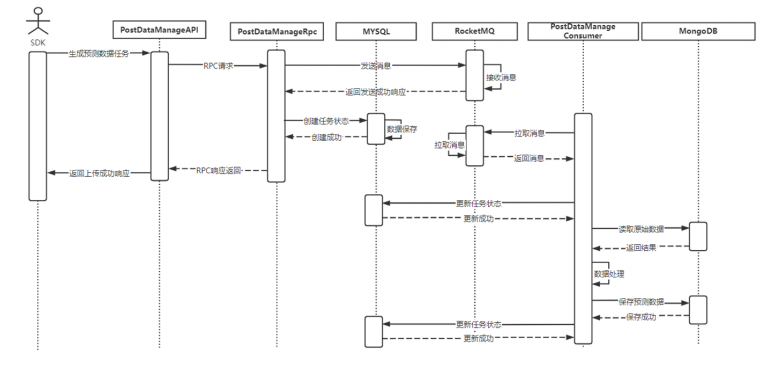 SDK
PostDataManageAPI
PostDataManageRpc
MYSQL
RocketMQ
PostDataManage
Consumer
MongoDB
生成预测数据任务
RPC请求
发送消息
接收消息
返回发送成功响应
创建任务状态
数据保存
创建成功
拉取消息
拉取消息
返回消息
RPC响应返回
返回上传成功响应
更新任务状态
更新成功
读取原始数据
返回结果
数据处理
保存预测数据
保存成功
更新任务状态
更新成功